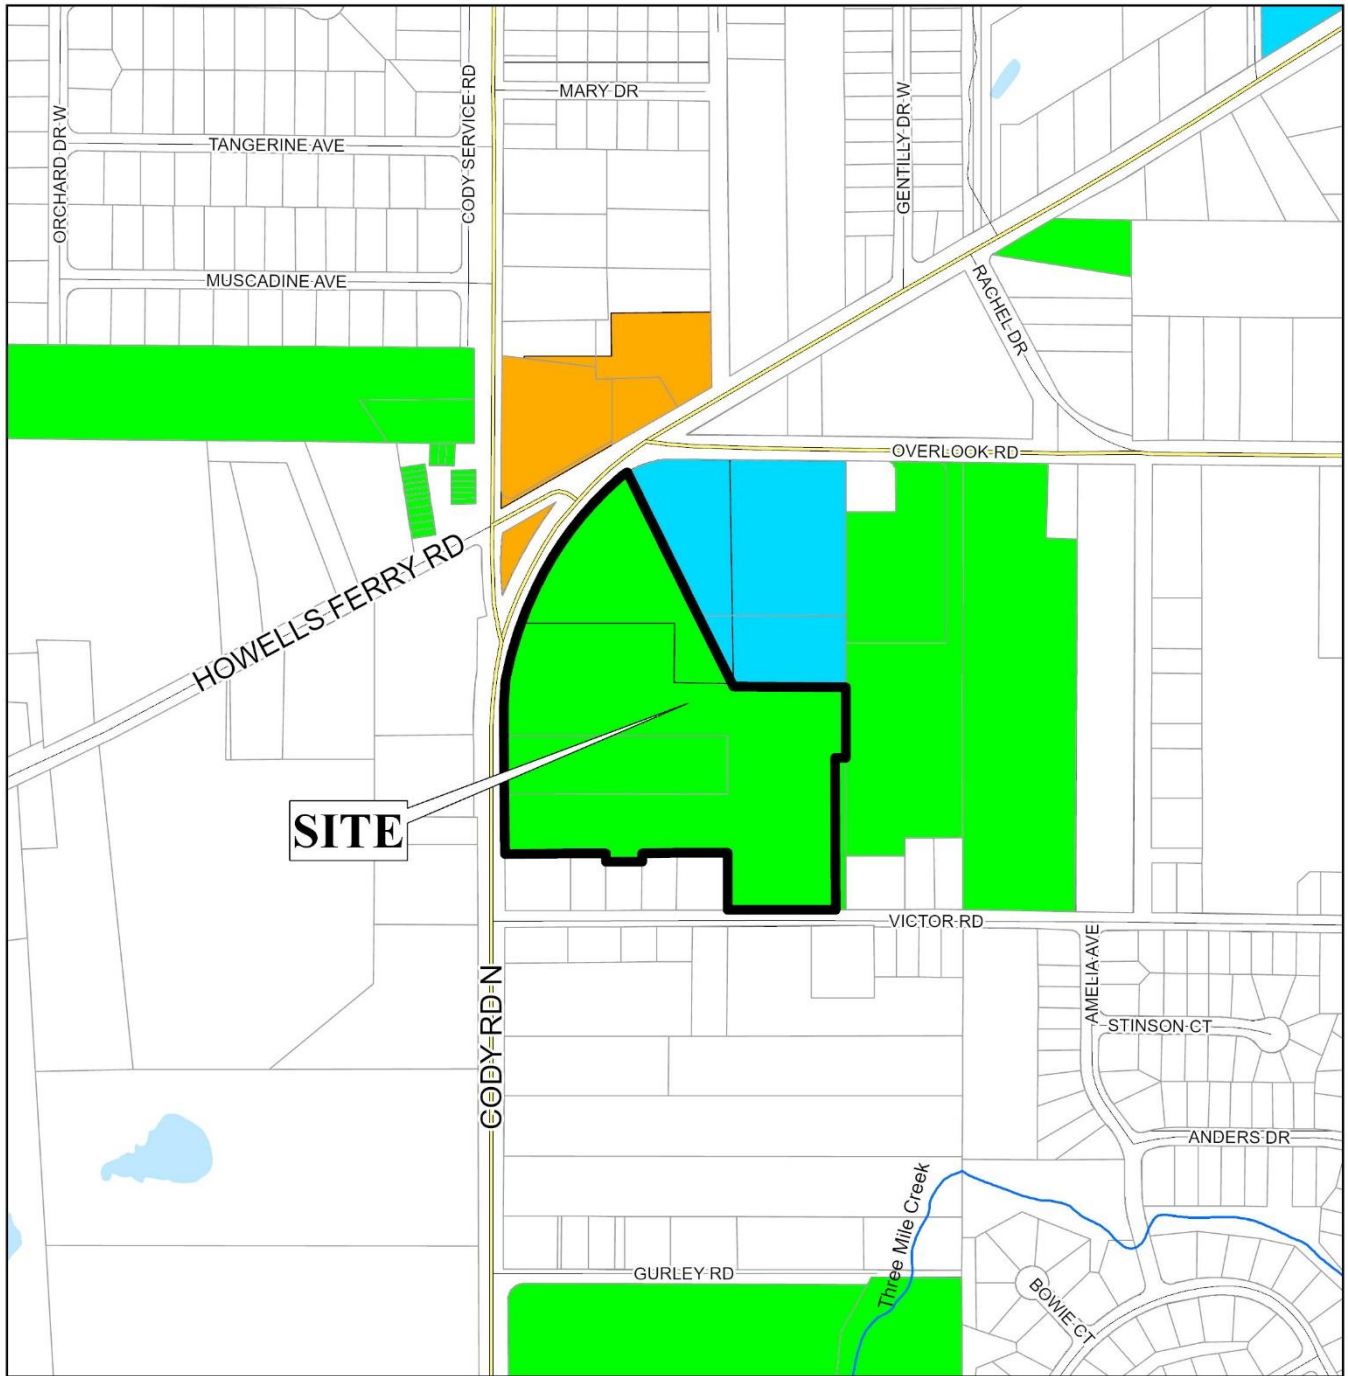 MARY DR
CODY SERVICE RD
ORCHARD DR W
TANGERINE AVE
GENTILLY DR W
MUSCADINE AVE
RACHEL DR
OVERLOOK RD
HOWELLS FERRY RD
SITE
VICTOR RD
CODY RD N
AMELIA AVE
STINSON CT
ANDERS DR
Three Mile Creek
GURLEY RD
BOWIE CT